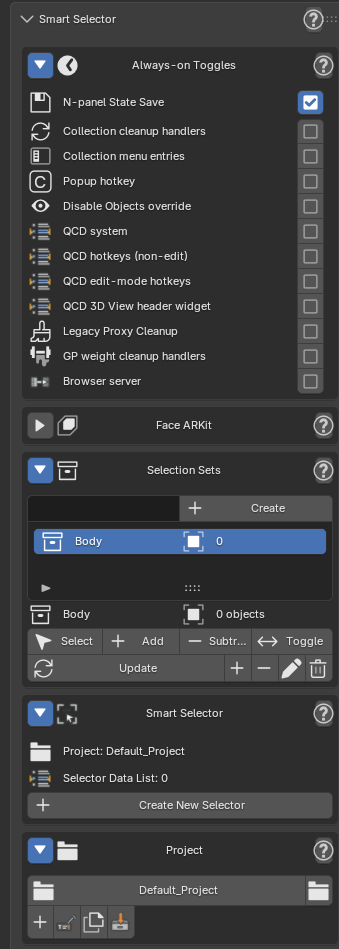 Smart Selector
Always-on Toggles
N-panel State Save
Collection cleanup handlers
Collection menu entries
C Popup hotkey
Disable Objects override
QCD system
QCD hotkeys (non-edit)
QCD edit-mode hotkeys
QCD 3D View header widget
Legacy Proxy Cleanup
GP weight cleanup handlers
Browser server
Face ARKit
Selection Sets
Create
Body 0
Body 0 objects
Select Add Subtr... Toggle
Update
Smart Selector
Project: Default_Project
Selector Data List: 0
Create New Selector
Project
Default_Project